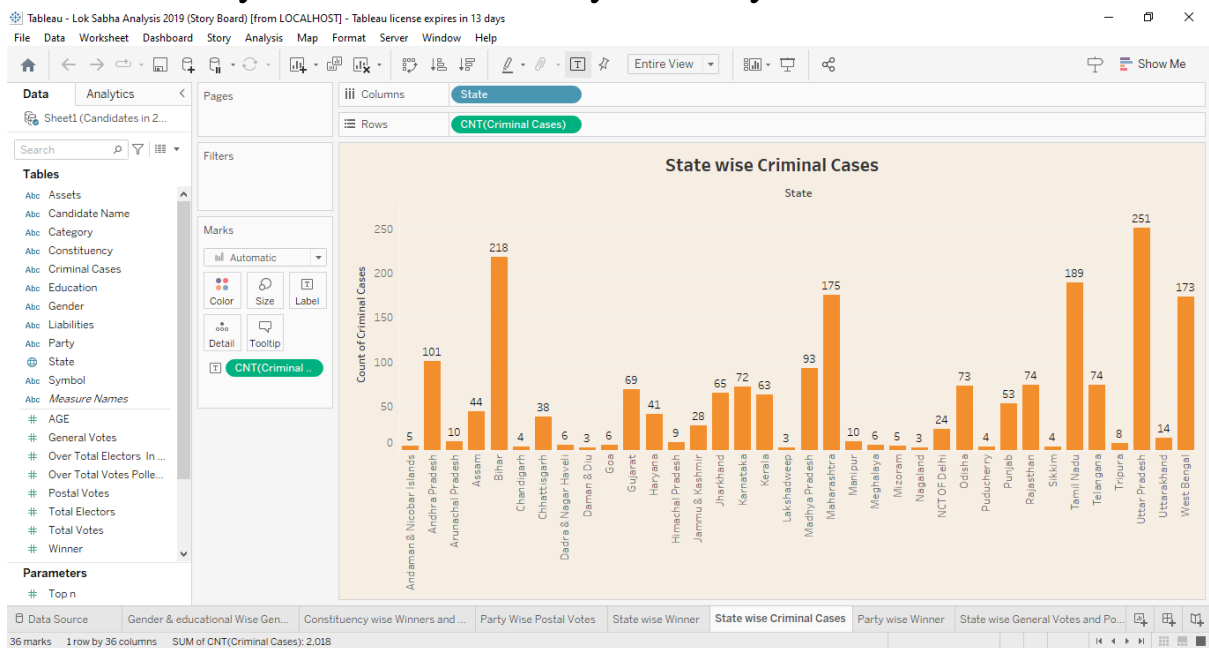 Tableau - Lok Sabha Analysis 2019 (Story Board) [from LOCALHOST] - Tableau license expires in 13 days
File Data Worksheet Dashboard Story Analysis Map Format Server Window Help
Entire View
Show Me
Data Analytics
Sheet1 (Candidates in 2...
Search
Tables
Abc Assets
Abc Candidate Name
Abc Category
Abc Constituency
Abc Criminal Cases
Abc Education
Abc Gender
Abc Liabilities
Abc Party
State
Abc Symbol
Abc Measure Names
# AGE
# General Votes
# Over Total Electors In ...
# Over Total Votes Polle...
# Postal Votes
# Total Electors
# Total Votes
# Winner
Parameters
# Top n
Pages
Filters
Marks
Automatic
Color Size Label
Detail Tooltip
CNT(Criminal ..
Columns State
Rows CNT(Criminal Cases)
State wise Criminal Cases
State
Count of Criminal Cases
250
200
150
100
50
0
5
101
10
44
218
4
38
6
3
6
69
41
9
28
65
72
63
3
93
175
10
6
5
3
24
73
4
53
74
4
189
74
8
251
14
173
Andaman & Nicobar Islands
Andhra Pradesh
Arunachal Pradesh
Assam
Bihar
Chandigarh
Chhattisgarh
Dadra & Nagar Haveli
Daman & Diu
Goa
Gujarat
Haryana
Himachal Pradesh
Jammu & Kashmir
Jharkhand
Karnataka
Kerala
Lakshadweep
Madhya Pradesh
Maharashtra
Manipur
Meghalaya
Mizoram
Nagaland
NCT OF Delhi
Odisha
Puducherry
Punjab
Rajasthan
Sikkim
Tamil Nadu
Telangana
Tripura
Uttar Pradesh
Uttarakhand
West Bengal
Data Source Gender & educational Wise Gen... Constituency wise Winners and ... Party Wise Postal Votes State wise Winner State wise Criminal Cases Party wise Winner State wise General Votes and Po...
36 marks 1 row by 36 columns SUM of CNT(Criminal Cases): 2,018